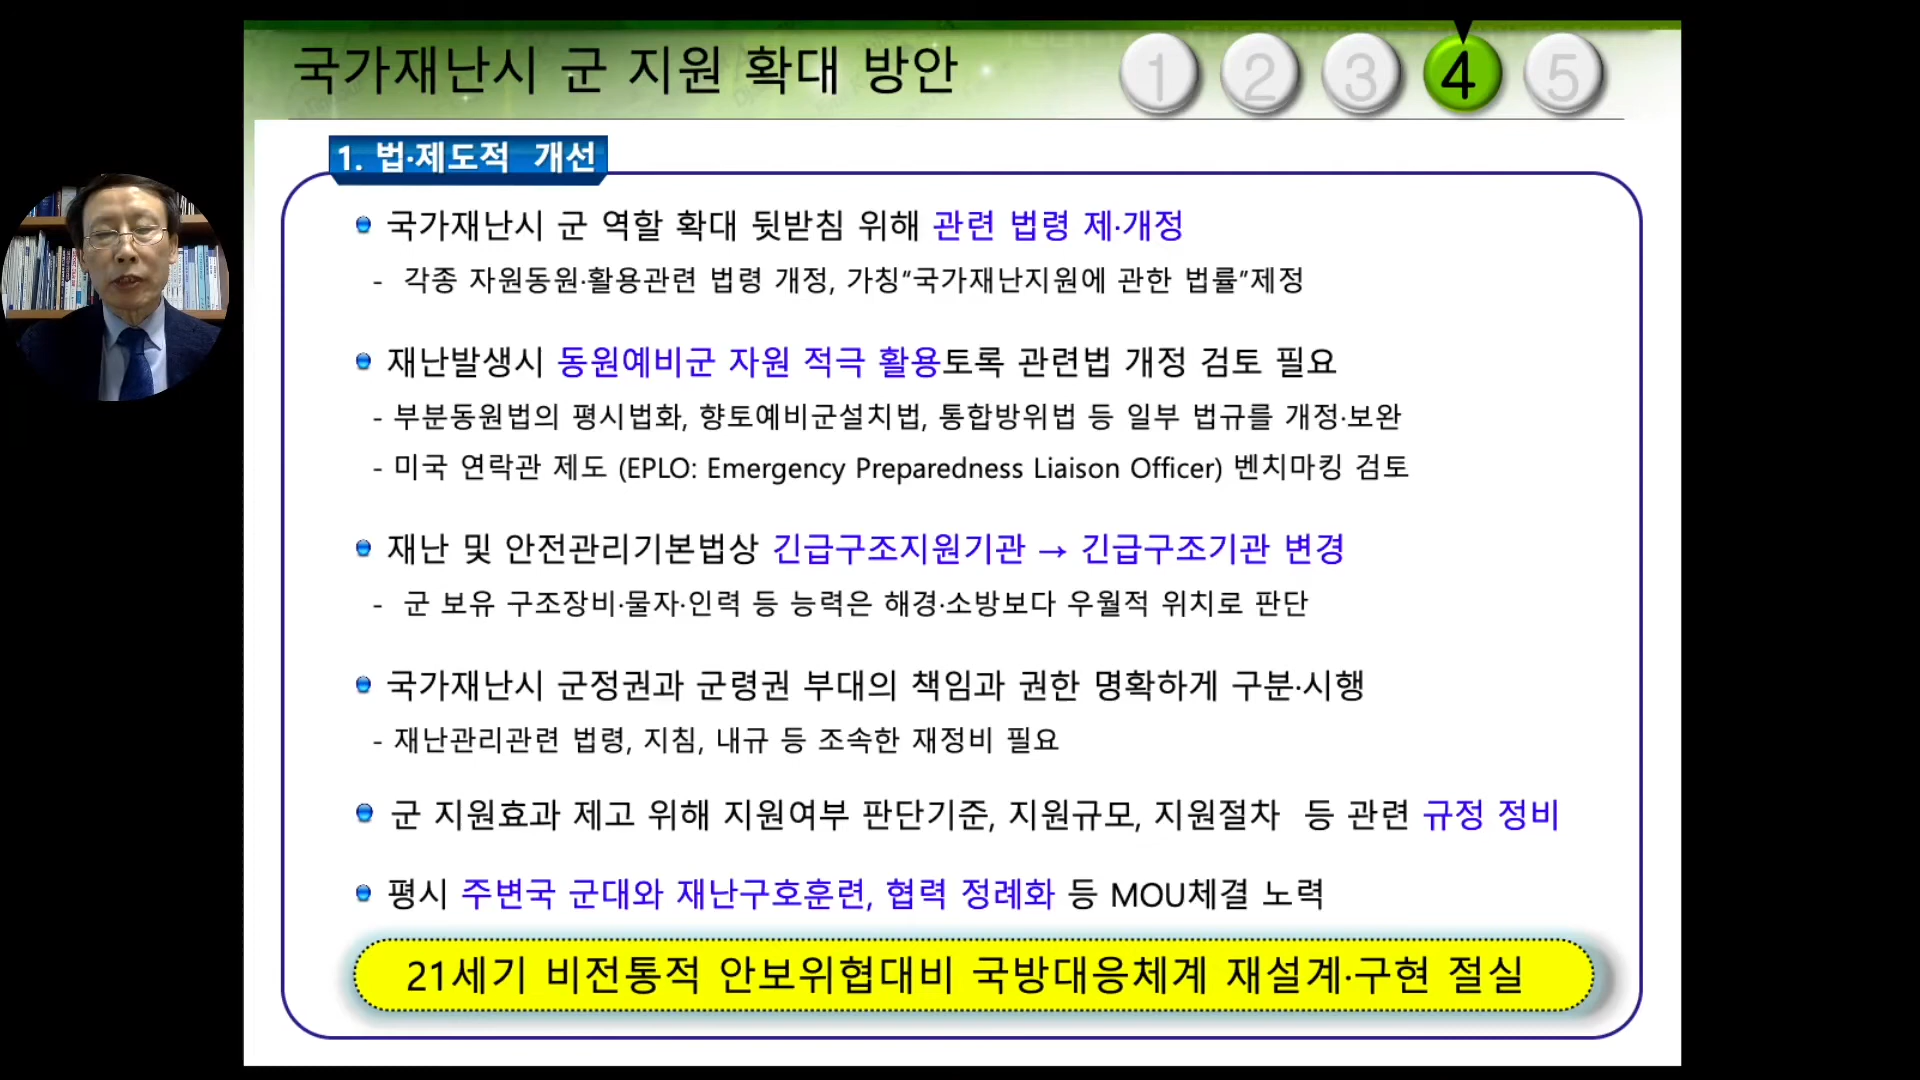 국가재난시 군 지원 확대 방안
1 2 3 4 5
1. 법·제도적 개선
국가재난시 군 역할 확대 뒷받침 위해 관련 법령 제·개정
- 각종 자원동원·활용관련 법령 개정, 가칭“국가재난지원에 관한 법률”제정
재난발생시 동원예비군 자원 적극 활용토록 관련법 개정 검토 필요
- 부분동원법의 평시법화, 향토예비군설치법, 통합방위법 등 일부 법규를 개정·보완
- 미국 연락관 제도 (EPLO: Emergency Preparedness Liaison Officer) 벤치마킹 검토
재난 및 안전관리기본법상 긴급구조지원기관 → 긴급구조기관 변경
- 군 보유 구조장비·물자·인력 등 능력은 해경·소방보다 우월적 위치로 판단
국가재난시 군정권과 군령권 부대의 책임과 권한 명확하게 구분·시행
- 재난관리관련 법령, 지침, 내규 등 조속한 재정비 필요
군 지원효과 제고 위해 지원여부 판단기준, 지원규모, 지원절차 등 관련 규정 정비
평시 주변국 군대와 재난구호훈련, 협력 정례화 등 MOU체결 노력
21세기 비전통적 안보위협대비 국방대응체계 재설계·구현 절실